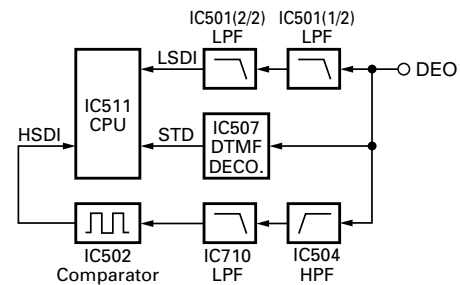 IC501(2/2)
LPF
IC501(1/2)
LPF
LSDI
DEO
IC511
CPU
HSDI
STD
IC507
DTMF
DECO.
IC502
Comparator
IC710
LPF
IC504
HPF